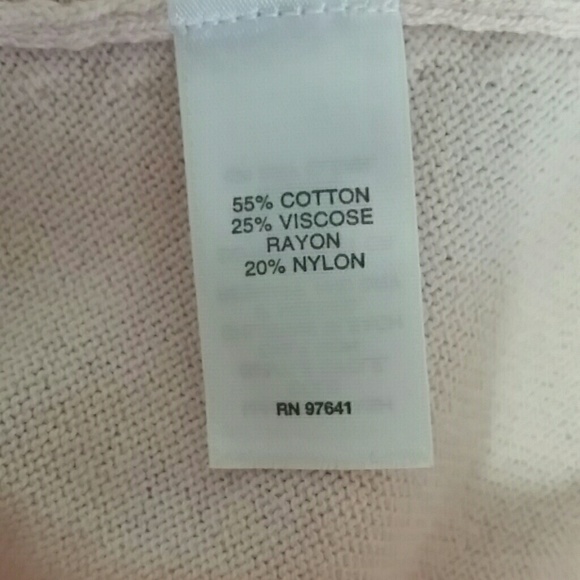 55% COTTON
25% VISCOSE
RAYON
20% NYLON
RN 97641